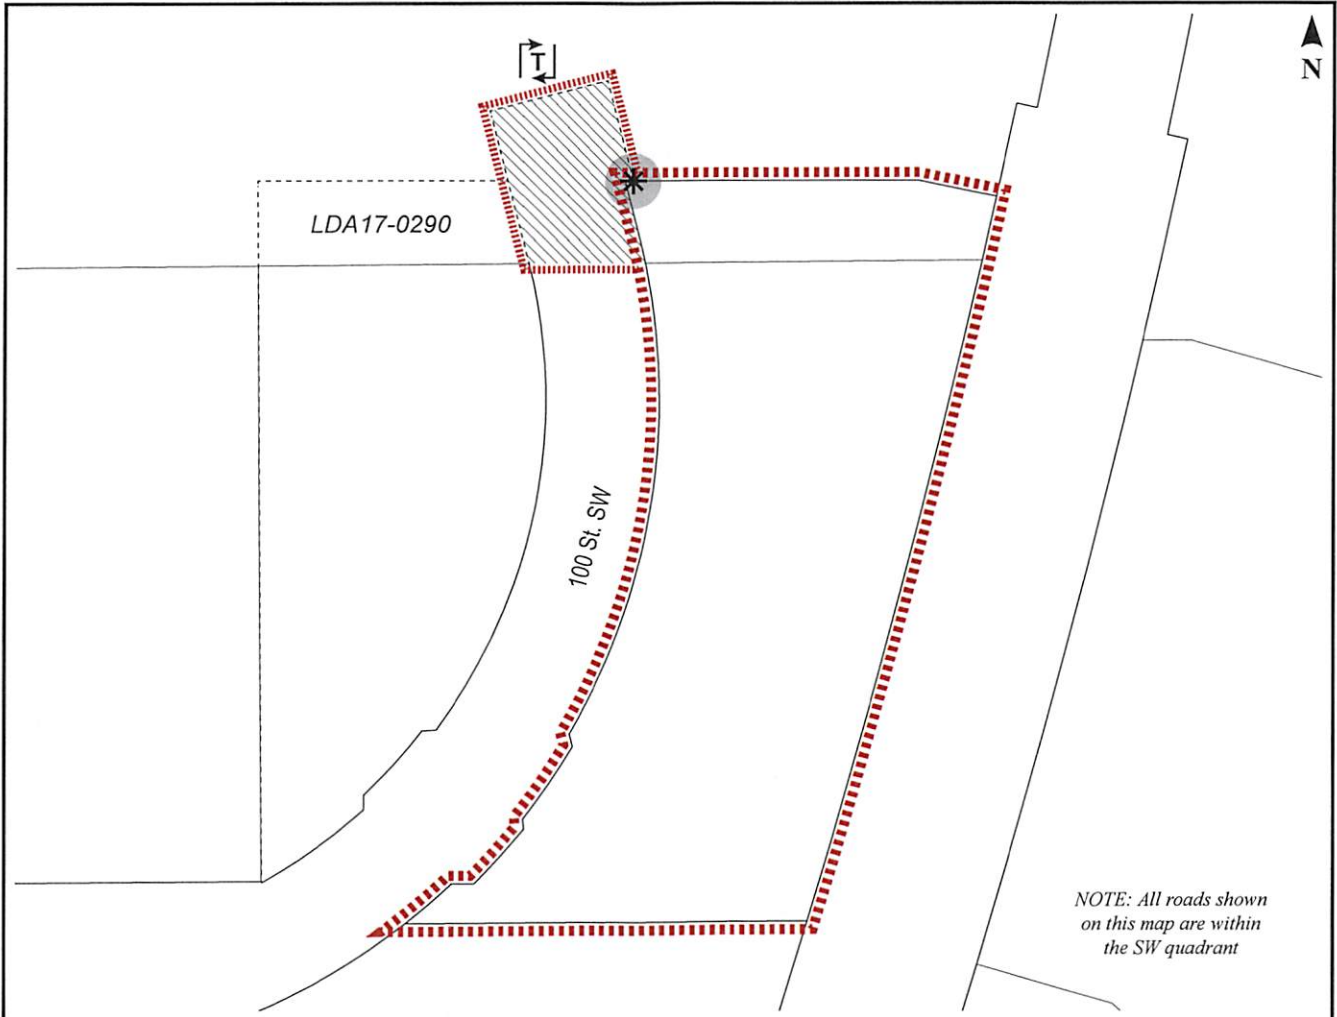 T
N
LDA17-0290
100 St. SW
NOTE: All roads shown
on this map are within
the SW quadrant